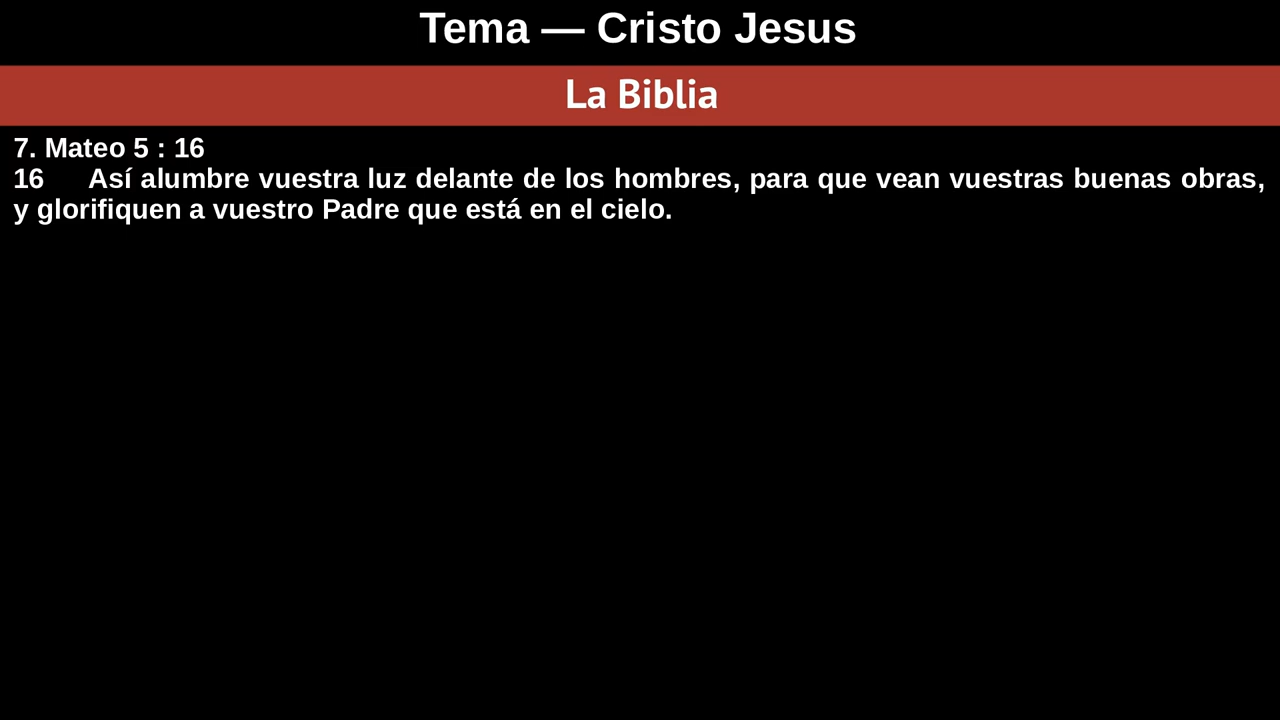 Tema — Cristo Jesus
La Biblia
7. Mateo 5 : 16
16 Así alumbre vuestra luz delante de los hombres, para que vean vuestras buenas obras,
y glorifiquen a vuestro Padre que está en el cielo.